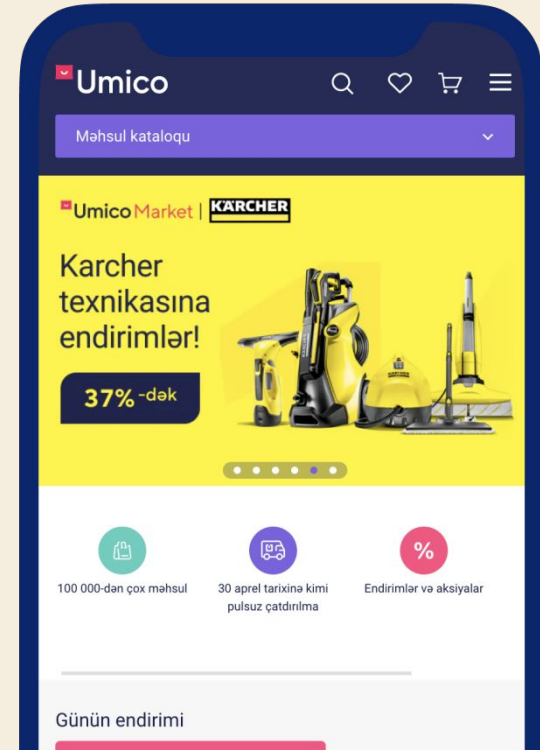 Umico
Məhsul kataloqu
Umico Market | KÄRCHER
Karcher
texnikasına
endirimlər!
37%-dək
100 000-dən çox məhsul
30 aprel tarixinə kimi
pulsuz çatdırılma
%
Endirimlər və aksiyalar
Günün endirimi